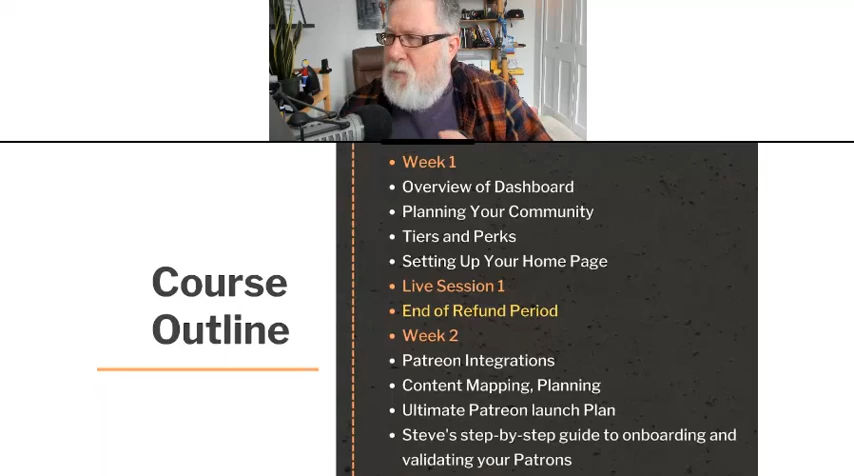 Course
Outline
Week 1
Overview of Dashboard
Planning Your Community
Tiers and Perks
Setting Up Your Home Page
Live Session 1
End of Refund Period
Week 2
Patreon Integrations
Content Mapping, Planning
Ultimate Patreon launch Plan
Steve's step-by-step guide to onboarding and
validating your Patrons